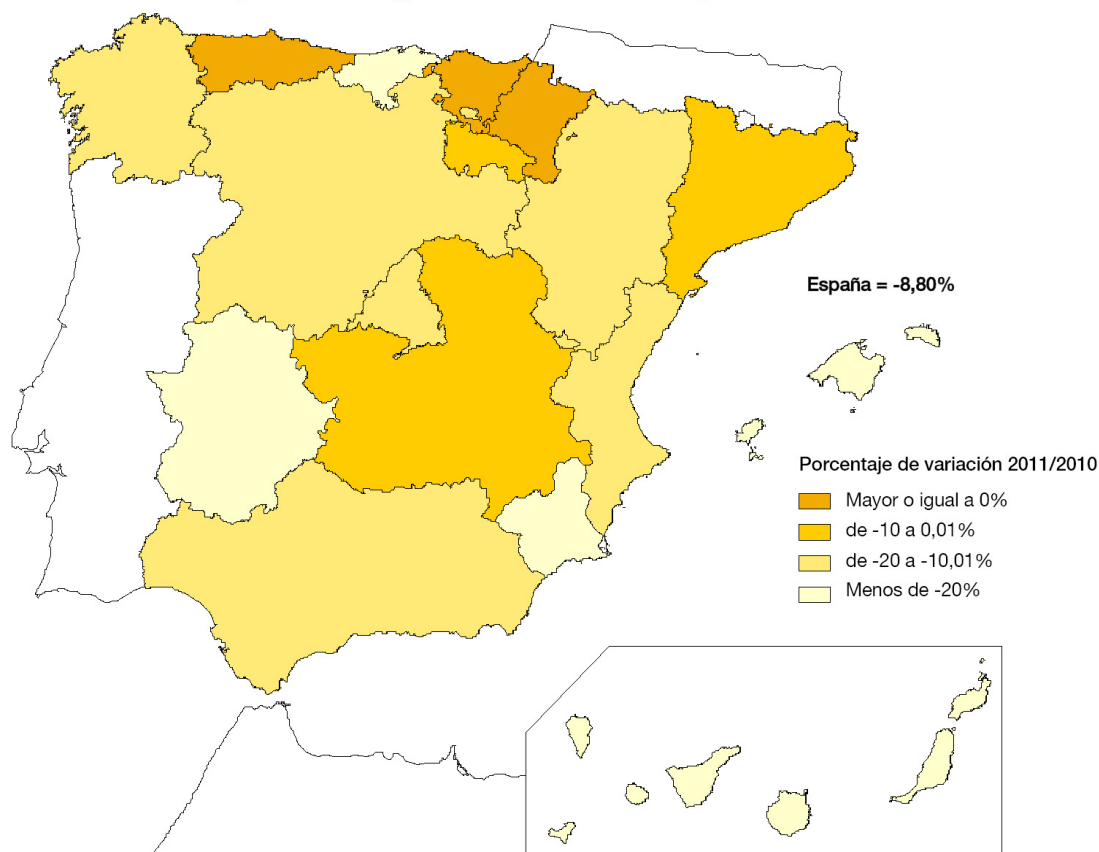 España = -8,80%
Porcentaje de variación 2011/2010
Mayor o igual a 0%
de -10 a 0,01%
de -20 a -10,01%
Menos de -20%